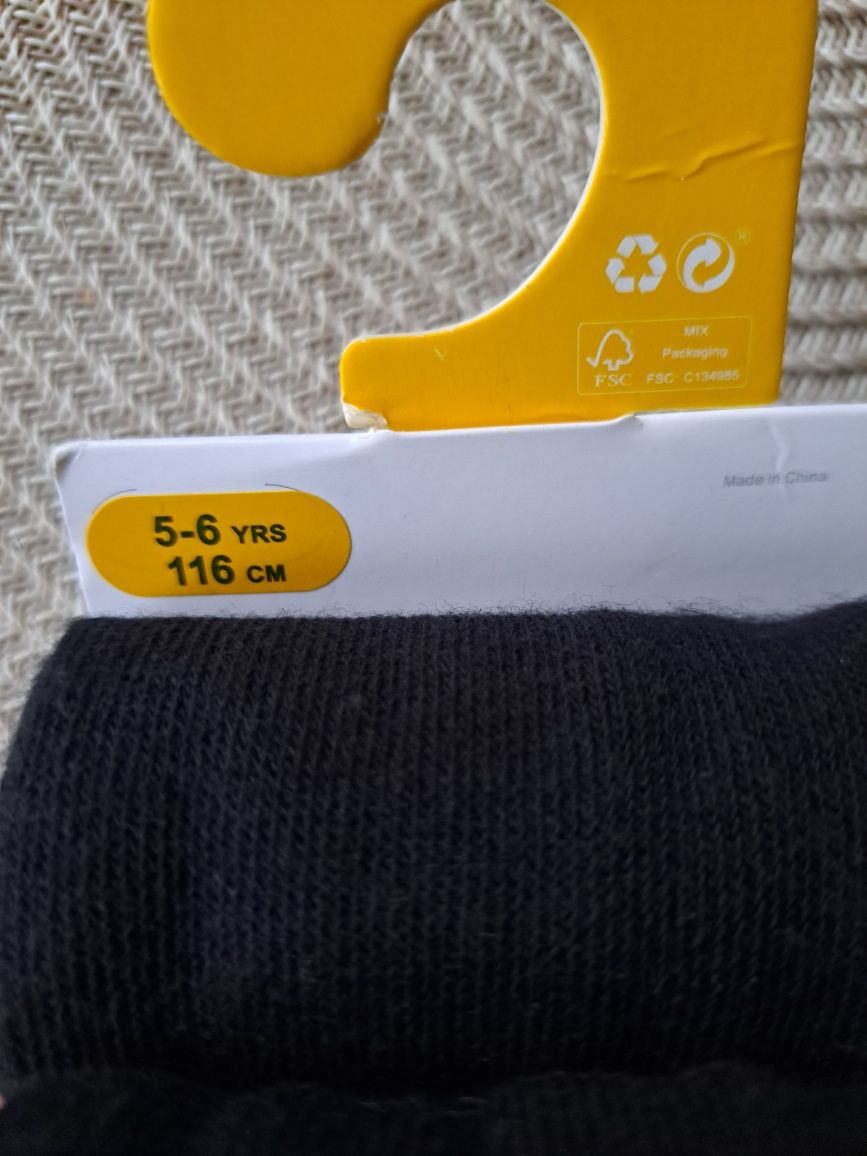 ®
MIX
Packaging
FSC
FSC® C134985
Made in China
5-6 YRS
116 CM